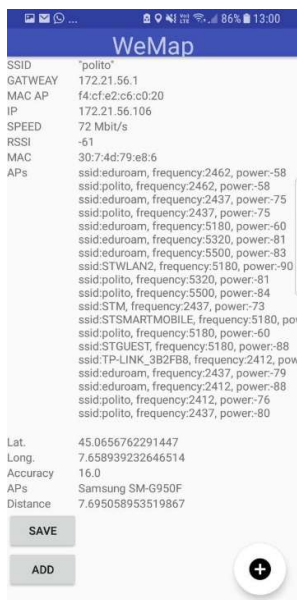 ... 86% 13:00
WeMap
SSID "polito"
GATWEAY 172.21.56.1
MAC AP f4:cf:e2:c6:c0:20
IP 172.21.56.106
SPEED 72 Mbit/s
RSSI -61
MAC 30:7:4d:79:e8:6
APs ssid:eduroam, frequency:2462, power:-58
ssid:polito, frequency:2462, power:-58
ssid:eduroam, frequency:2437, power:-75
ssid:polito, frequency:2437, power:-75
ssid:eduroam, frequency:5180, power:-60
ssid:eduroam, frequency:5320, power:-81
ssid:eduroam, frequency:5500, power:-83
ssid:STWLAN2, frequency:5180, power:-90
ssid:polito, frequency:5320, power:-81
ssid:polito, frequency:5500, power:-84
ssid:STM, frequency:2437, power:-73
ssid:STSMARTMOBILE, frequency:5180, po
ssid:polito, frequency:5180, power:-60
ssid:STGUEST, frequency:5180, power:-88
ssid:TP-LINK_3B2FB8, frequency:2412, pow
ssid:eduroam, frequency:2437, power:-79
ssid:eduroam, frequency:2412, power:-88
ssid:polito, frequency:2412, power:-76
ssid:polito, frequency:2437, power:-80
Lat. 45.0656762291447
Long. 7.658939232646514
Accuracy 16.0
APs Samsung SM-G950F
Distance 7.695058953519867
SAVE
ADD